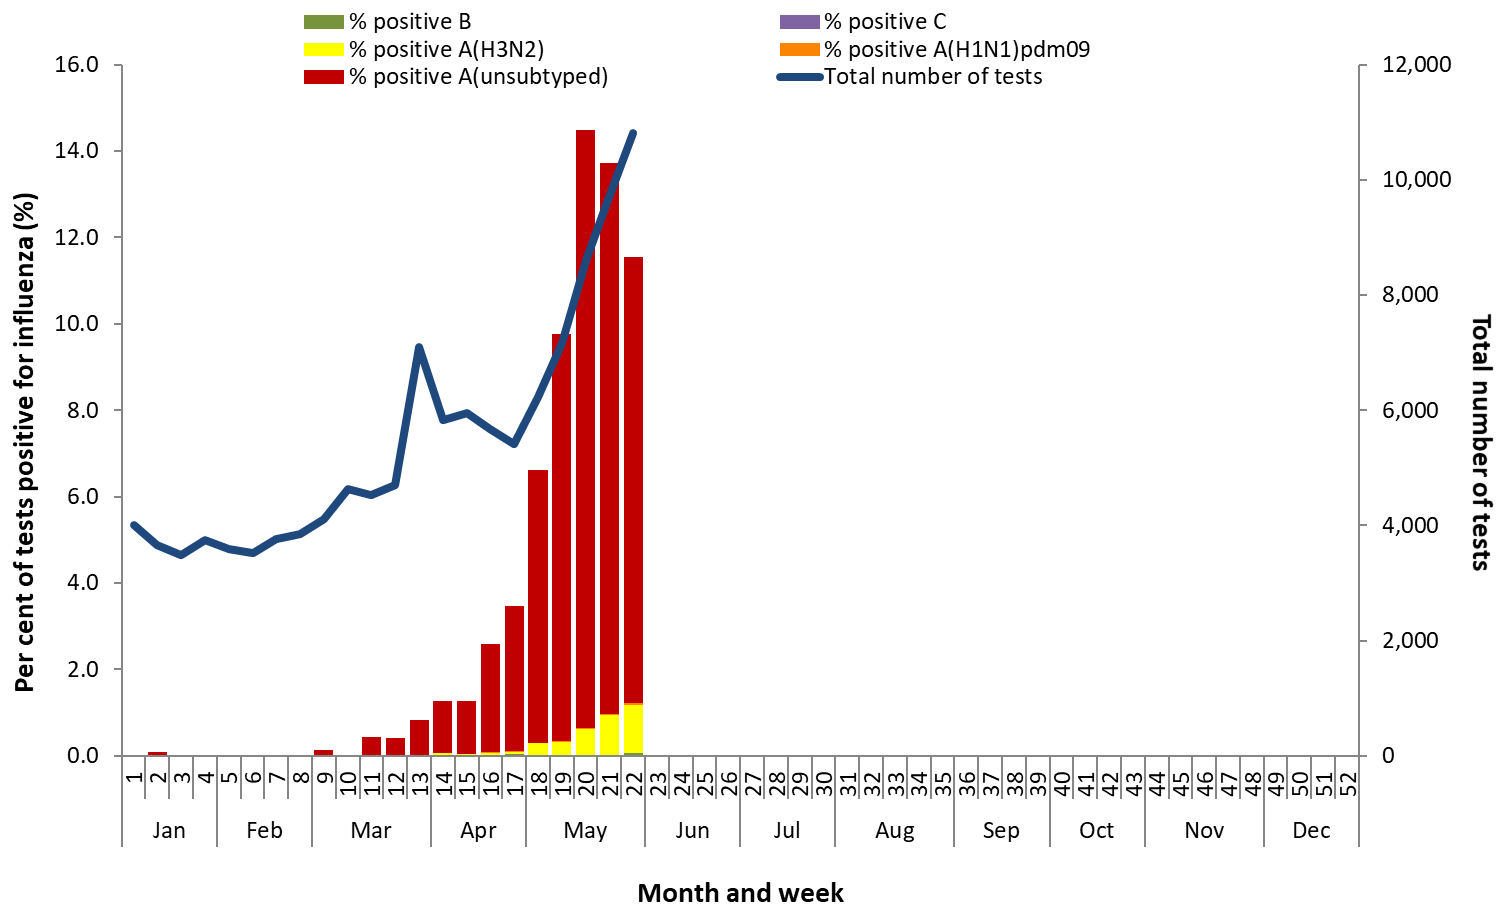 % positive B
% positive C
% positive A(H3N2)
% positive A(H1N1)pdm09
% positive A(unsubtyped)
Total number of tests
Per cent of tests positive for influenza (%)
16.0
14.0
12.0
10.0
8.0
6.0
4.0
2.0
0.0
12,000
10,000
8,000
6,000
4,000
2,000
0
Total number of tests
1 2 3 4 5 6 7 8 9 10 11 12 13 14 15 16 17 18 19 20 21 22 23 24 25 26 27 28 29 30 31 32 33 34 35 36 37 38 39 40 41 42 43 44 45 46 47 48 49 50 51 52
Jan Feb Mar Apr May Jun Jul Aug Sep Oct Nov Dec
Month and week